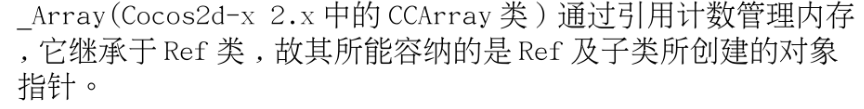 _Array(Cocos2d-x 2.x 中的 CCArray 类）通过引用计数管理内存
，它继承于 Ref 类，故其所能容纳的是 Ref 及子类所创建的对象
指针。